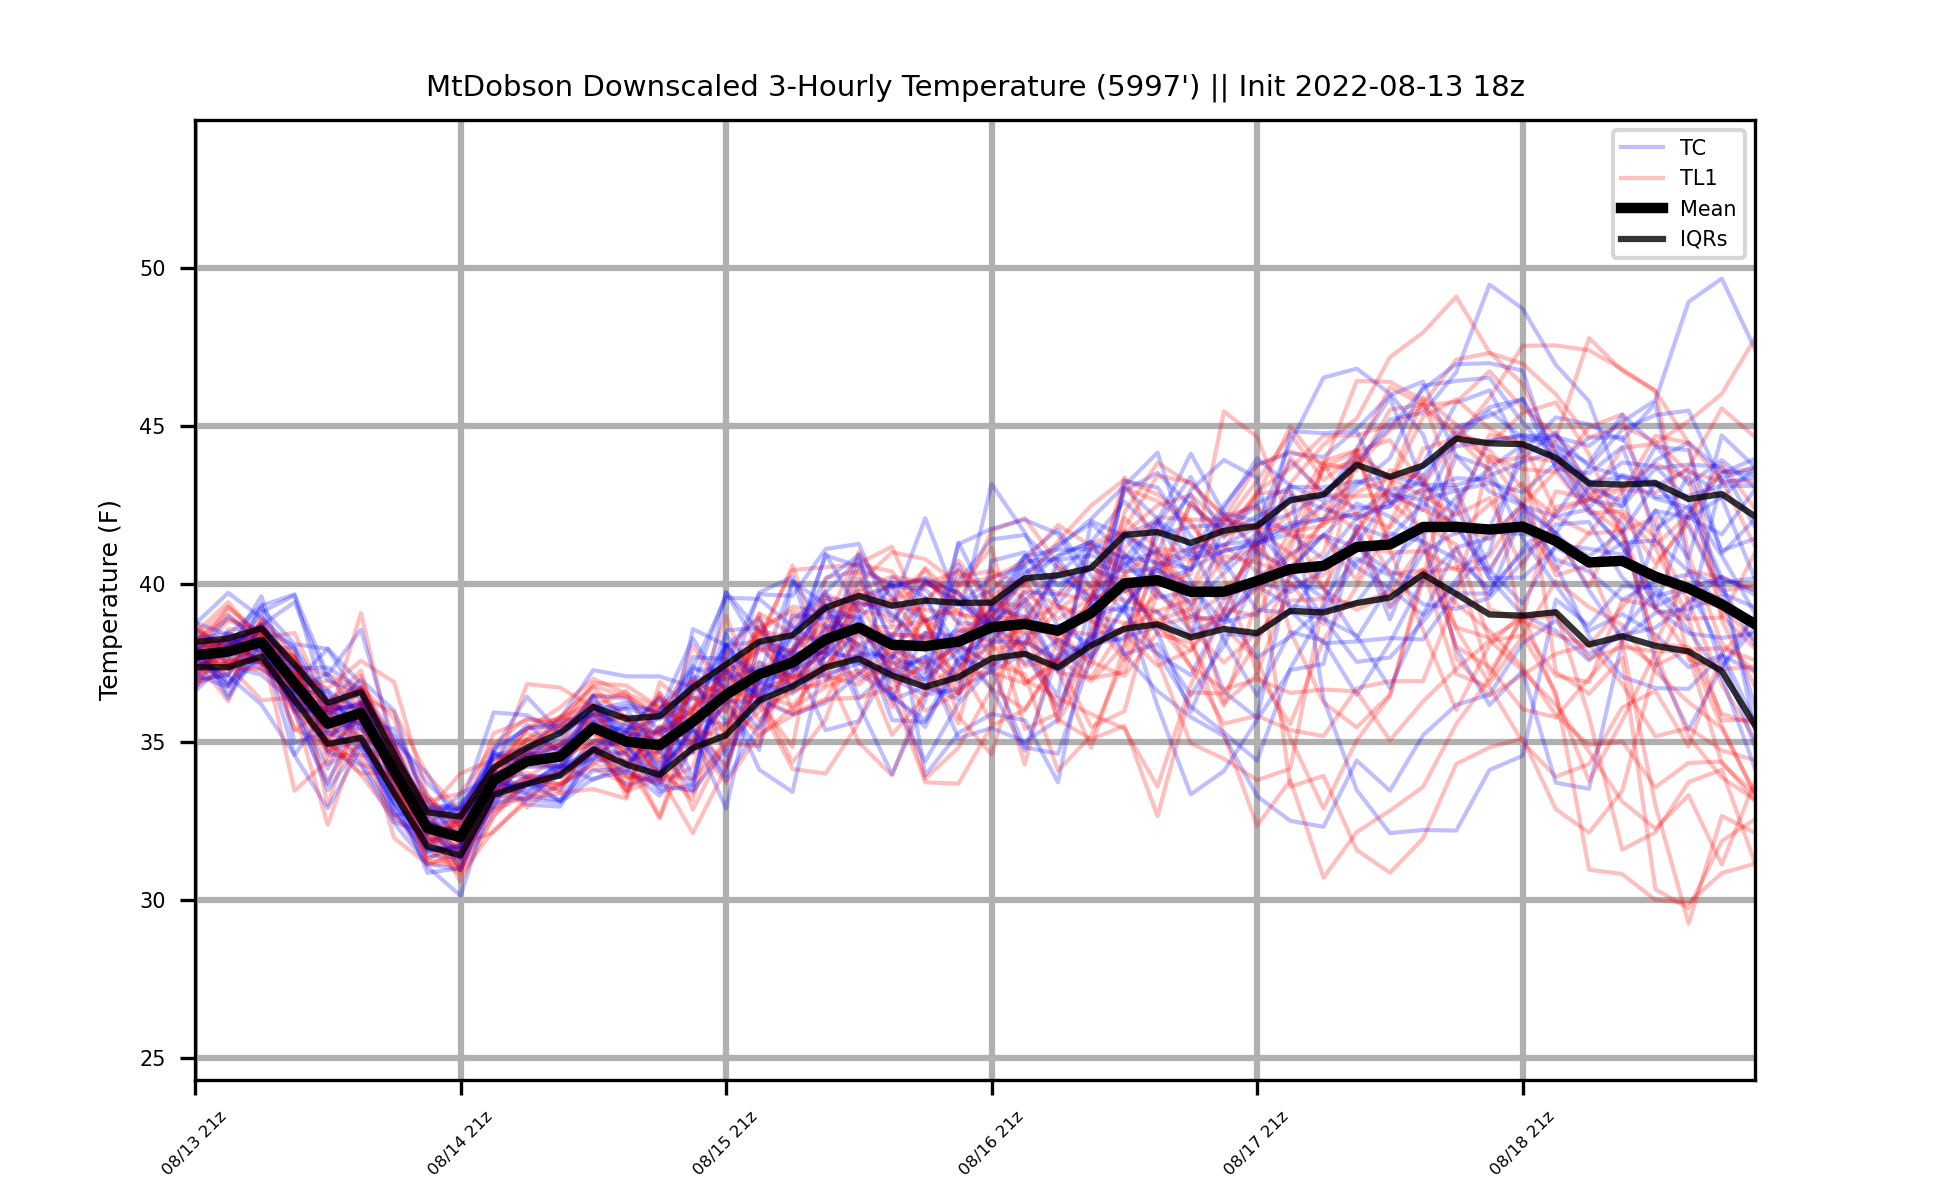 MtDobson Downscaled 3-Hourly Temperature (5997') || Init 2022-08-13 18z
TC
TL1
Mean
IQRs
Temperature (F)
50
45
40
35
30
25
08/13 21z
08/14 21z
08/15 21z
08/16 21z
08/17 21z
08/18 21z